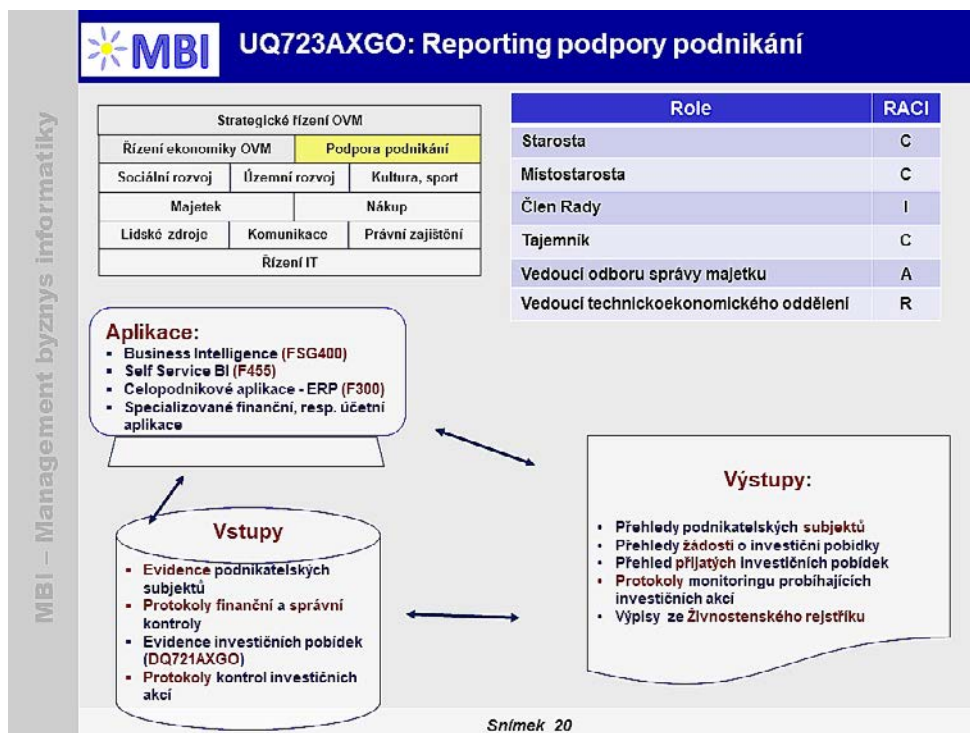 MBI – Management byznys informatiky
MBI
UQ723AXGO: Reporting podpory podnikání
Strategické řízení OVM
Řízení ekonomiky OVM
Podpora podnikání
Sociální rozvoj
Územní rozvoj
Kultura, sport
Majetek
Nákup
Lidské zdroje
Komunikace
Právní zajištění
Řízení IT
Role RACI
Starosta C
Místostarosta C
Člen Rady I
Tajemník C
Vedoucí odboru správy majetku A
Vedoucí technickoekonomického oddělení R
Aplikace:
▪ Business Intelligence (FSG400)
▪ Self Service BI (F455)
▪ Celopodnikové aplikace - ERP (F300)
▪ Specializované finanční, resp. účetní
aplikace
Vstupy
▪ Evidence podnikatelských
subjektů
▪ Protokoly finanční a správní
kontroly
▪ Evidence investičních pobídek
(DQ721AXGO)
▪ Protokoly kontrol investičních
akcí
Výstupy:
• Přehledy podnikatelských subjektů
• Přehledy žádostí o investiční pobídky
• Přehled přijatých investičních pobídek
• Protokoly monitoringu probíhajících
investičních akcí
• Výpisy ze Živnostenského rejstříku
Snímek 20